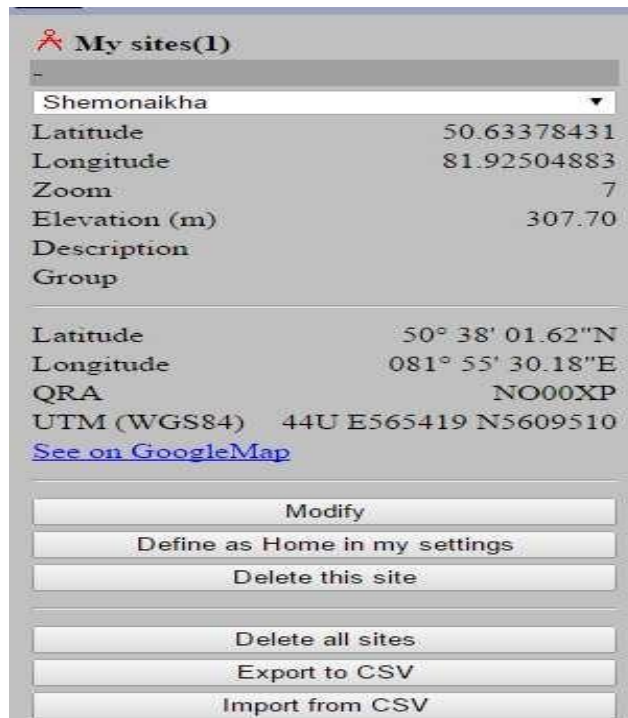 My sites(1)
-
Shemonaikha
Latitude 50.63378431
Longitude 81.92504883
Zoom 7
Elevation (m) 307.70
Description
Group
Latitude 50° 38' 01.62"N
Longitude 081° 55' 30.18"E
QRA NO00XP
UTM (WGS84) 44U E565419 N5609510
See on GoogleMap
Modify
Define as Home in my settings
Delete this site
Delete all sites
Export to CSV
Import from CSV